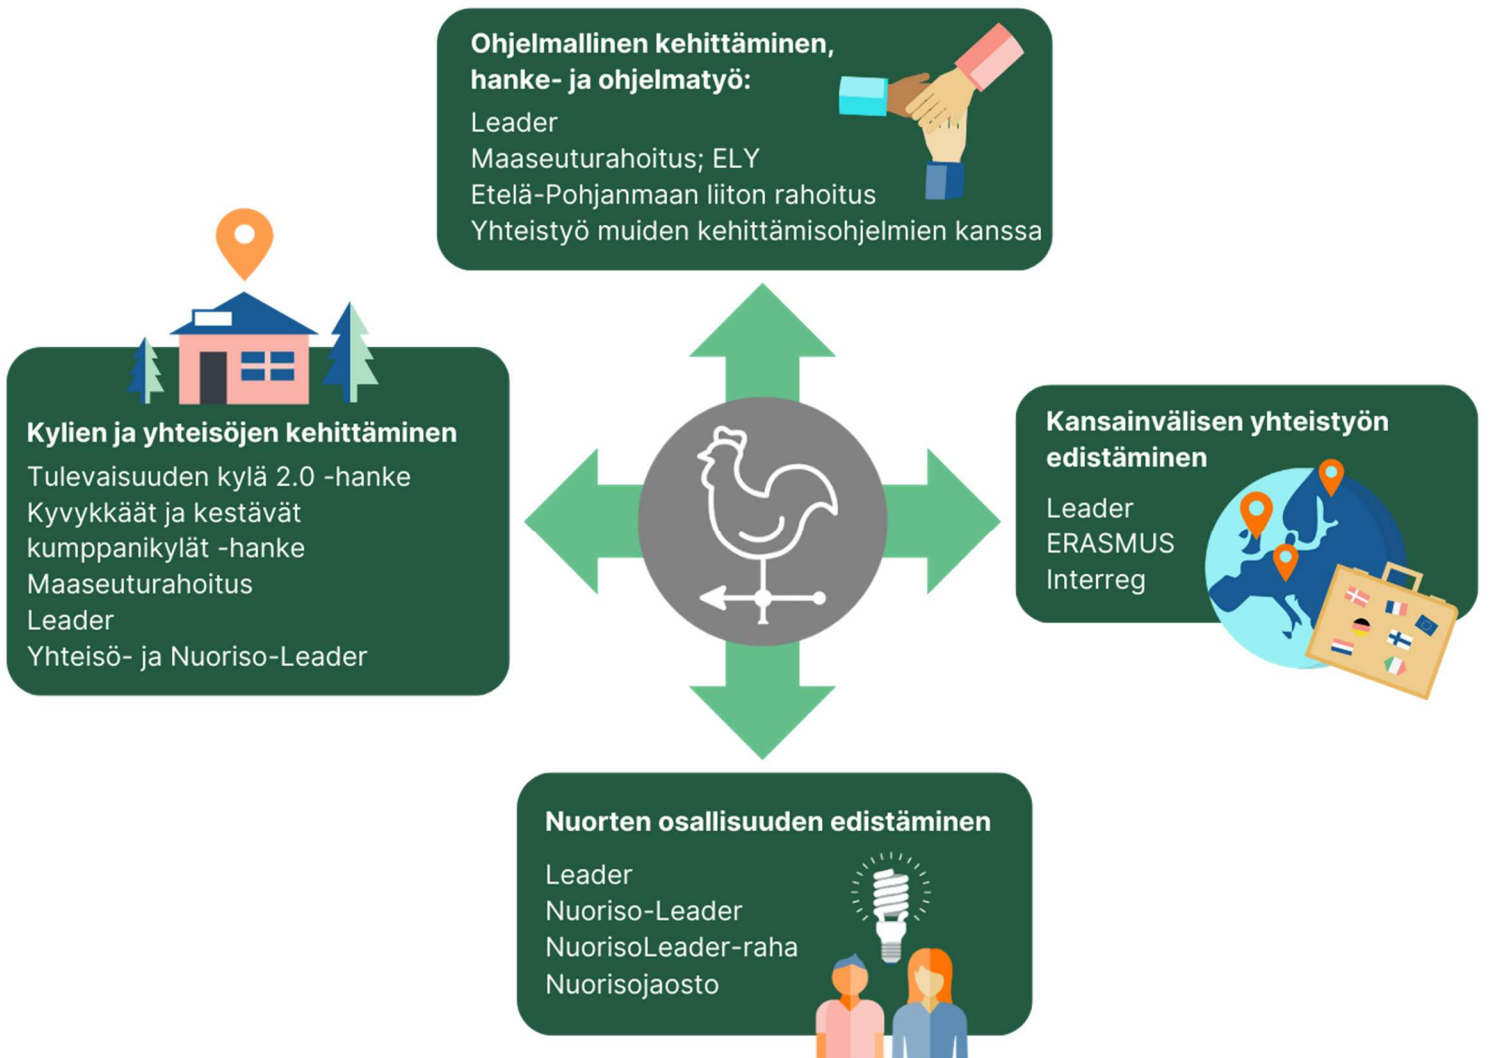 Ohjelmallinen kehittäminen,
hanke- ja ohjelmatyö:
Leader
Maaseuturahoitus; ELY
Etelä-Pohjanmaan liiton rahoitus
Yhteistyö muiden kehittämisohjelmien kanssa
Kylien ja yhteisöjen kehittäminen
Tulevaisuuden kylä 2.0 -hanke
Kyvykkäät ja kestävät
kumppanikylät -hanke
Maaseuturahoitus
Leader
Yhteisö- ja Nuoriso-Leader
Kansainvälisen yhteistyön
edistäminen
Leader
ERASMUS
Interreg
Nuorten osallisuuden edistäminen
Leader
Nuoriso-Leader
NuorisoLeader-raha
Nuorisojaosto